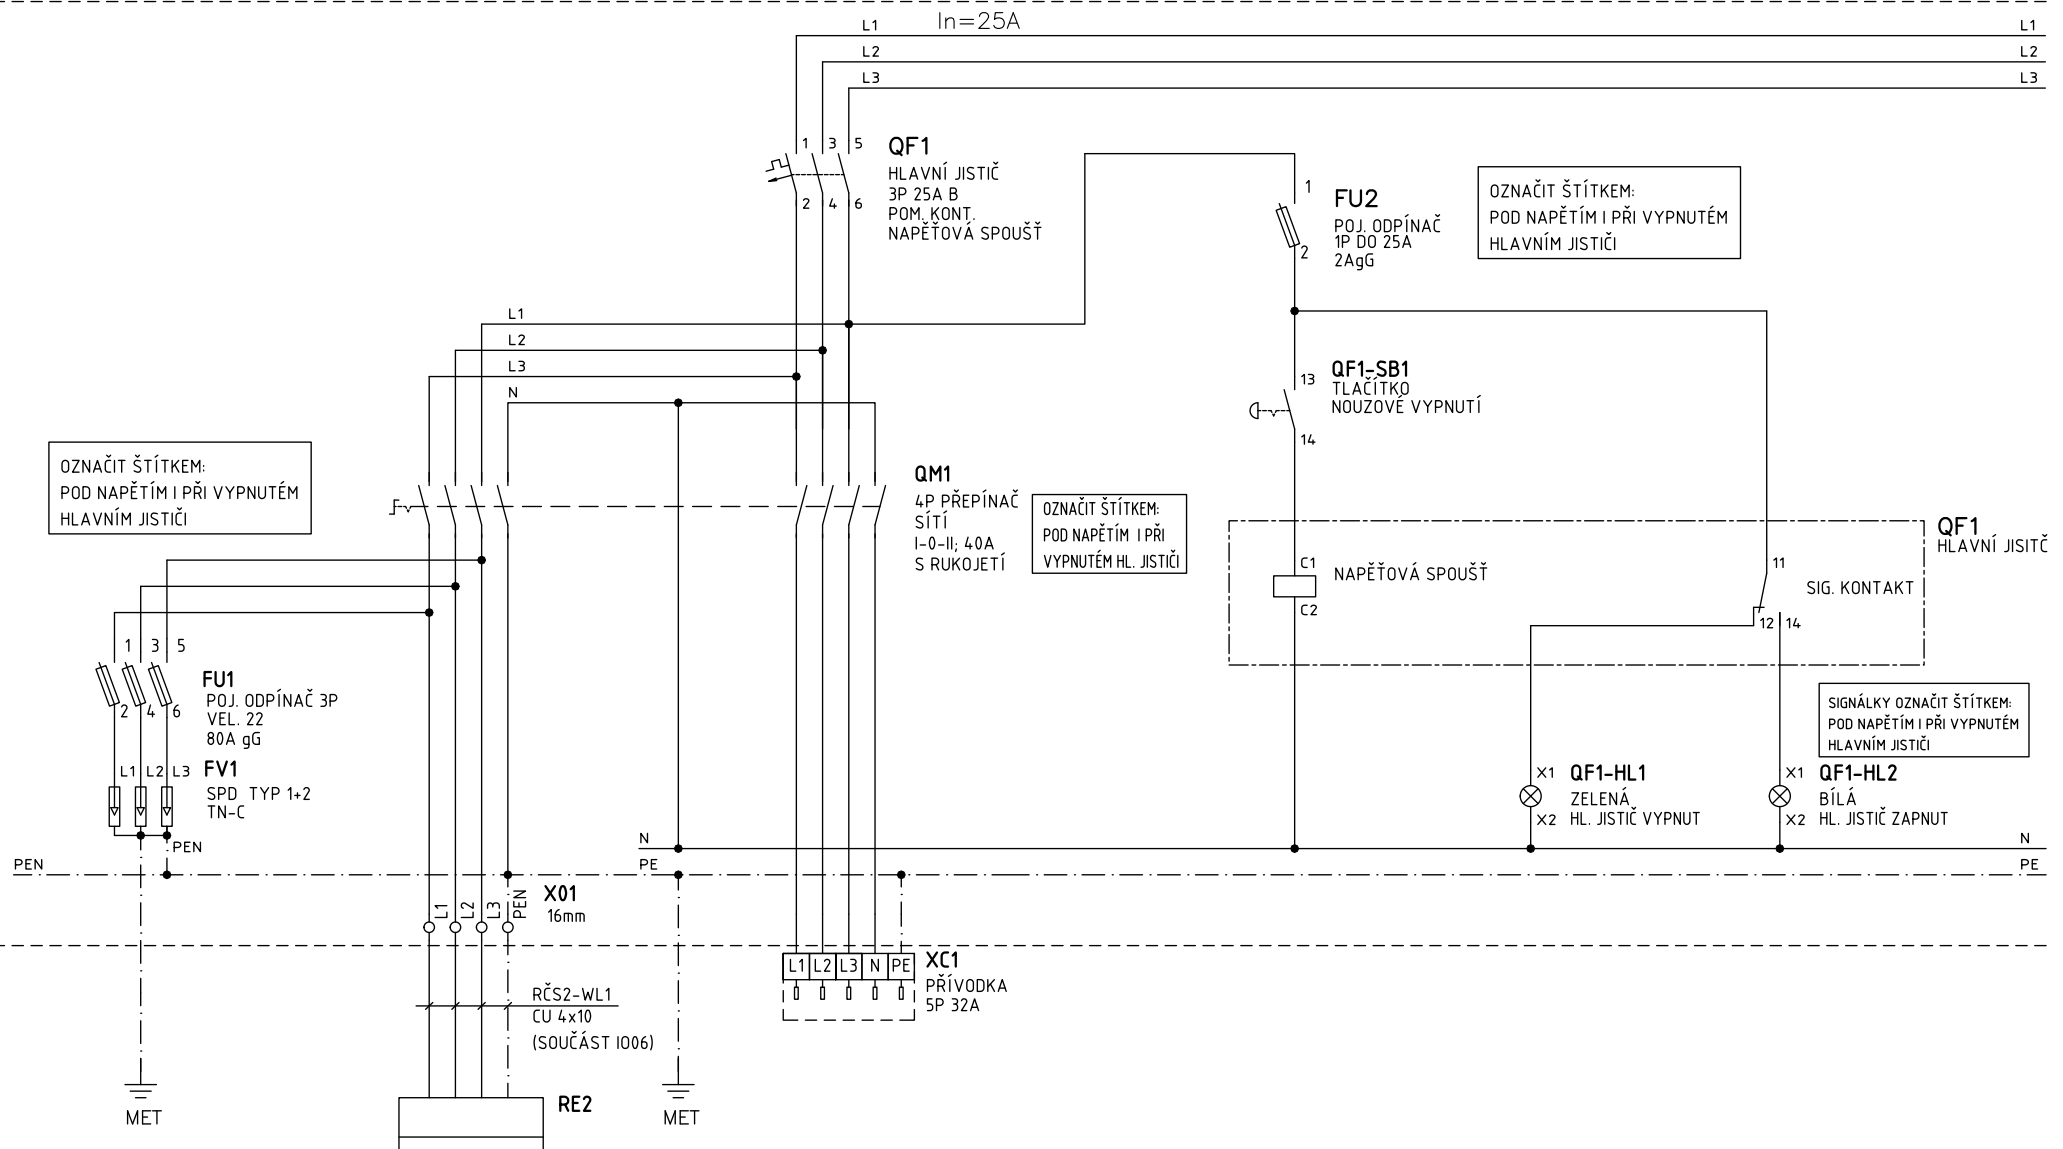 In=25A
L1
L1
L2
L2
L3
L3
1 3 5
QF1
HLAVNÍ JISTIČ
3P 25A B
POM. KONT.
NAPĚŤOVÁ SPOUŠŤ
2 4 6
1
FU2
POJ. ODPÍNAČ
1P DO 25A
2AgG
2
OZNAČIT ŠTÍTKEM:
POD NAPĚTÍM I PŘI VYPNUTÉM
HLAVNÍM JISTIČI
L1
L2
L3
N
13
QF1-SB1
TLAČÍTKO
NOUZOVÉ VYPNUTÍ
14
OZNAČIT ŠTÍTKEM:
POD NAPĚTÍM I PŘI VYPNUTÉM
HLAVNÍM JISTIČI
QM1
4P PŘEPÍNAČ
SÍTÍ
I-0-II; 40A
S RUKOJETÍ
OZNAČIT ŠTÍTKEM:
POD NAPĚTÍM I PŘI
VYPNUTÉM HL. JISTIČI
QF1
HLAVNÍ JISITČ
C1
NAPĚŤOVÁ SPOUŠŤ
C2
11
SIG. KONTAKT
12 14
1 3 5
2 4 6
FU1
POJ. ODPÍNAČ 3P
VEL. 22
80A gG
L1 L2 L3
FV1
SPD TYP 1+2
TN-C
PEN
SIGNÁLKY OZNAČIT ŠTÍTKEM:
POD NAPĚTÍM I PŘI VYPNUTÉM
HLAVNÍM JISTIČI
X1
QF1-HL1
ZELENÁ
X2
HL. JISTIČ VYPNUT
X1
QF1-HL2
BÍLÁ
X2
HL. JISTIČ ZAPNUT
N
N
PEN
PE
PE
L1
L2
L3
PEN
X01
16mm
L1 L2 L3 N PE
XC1
PŘÍVODKA
5P 32A
RČS2-WL1
CU 4x10
(SOUČÁST IO06)
MET
RE2
MET